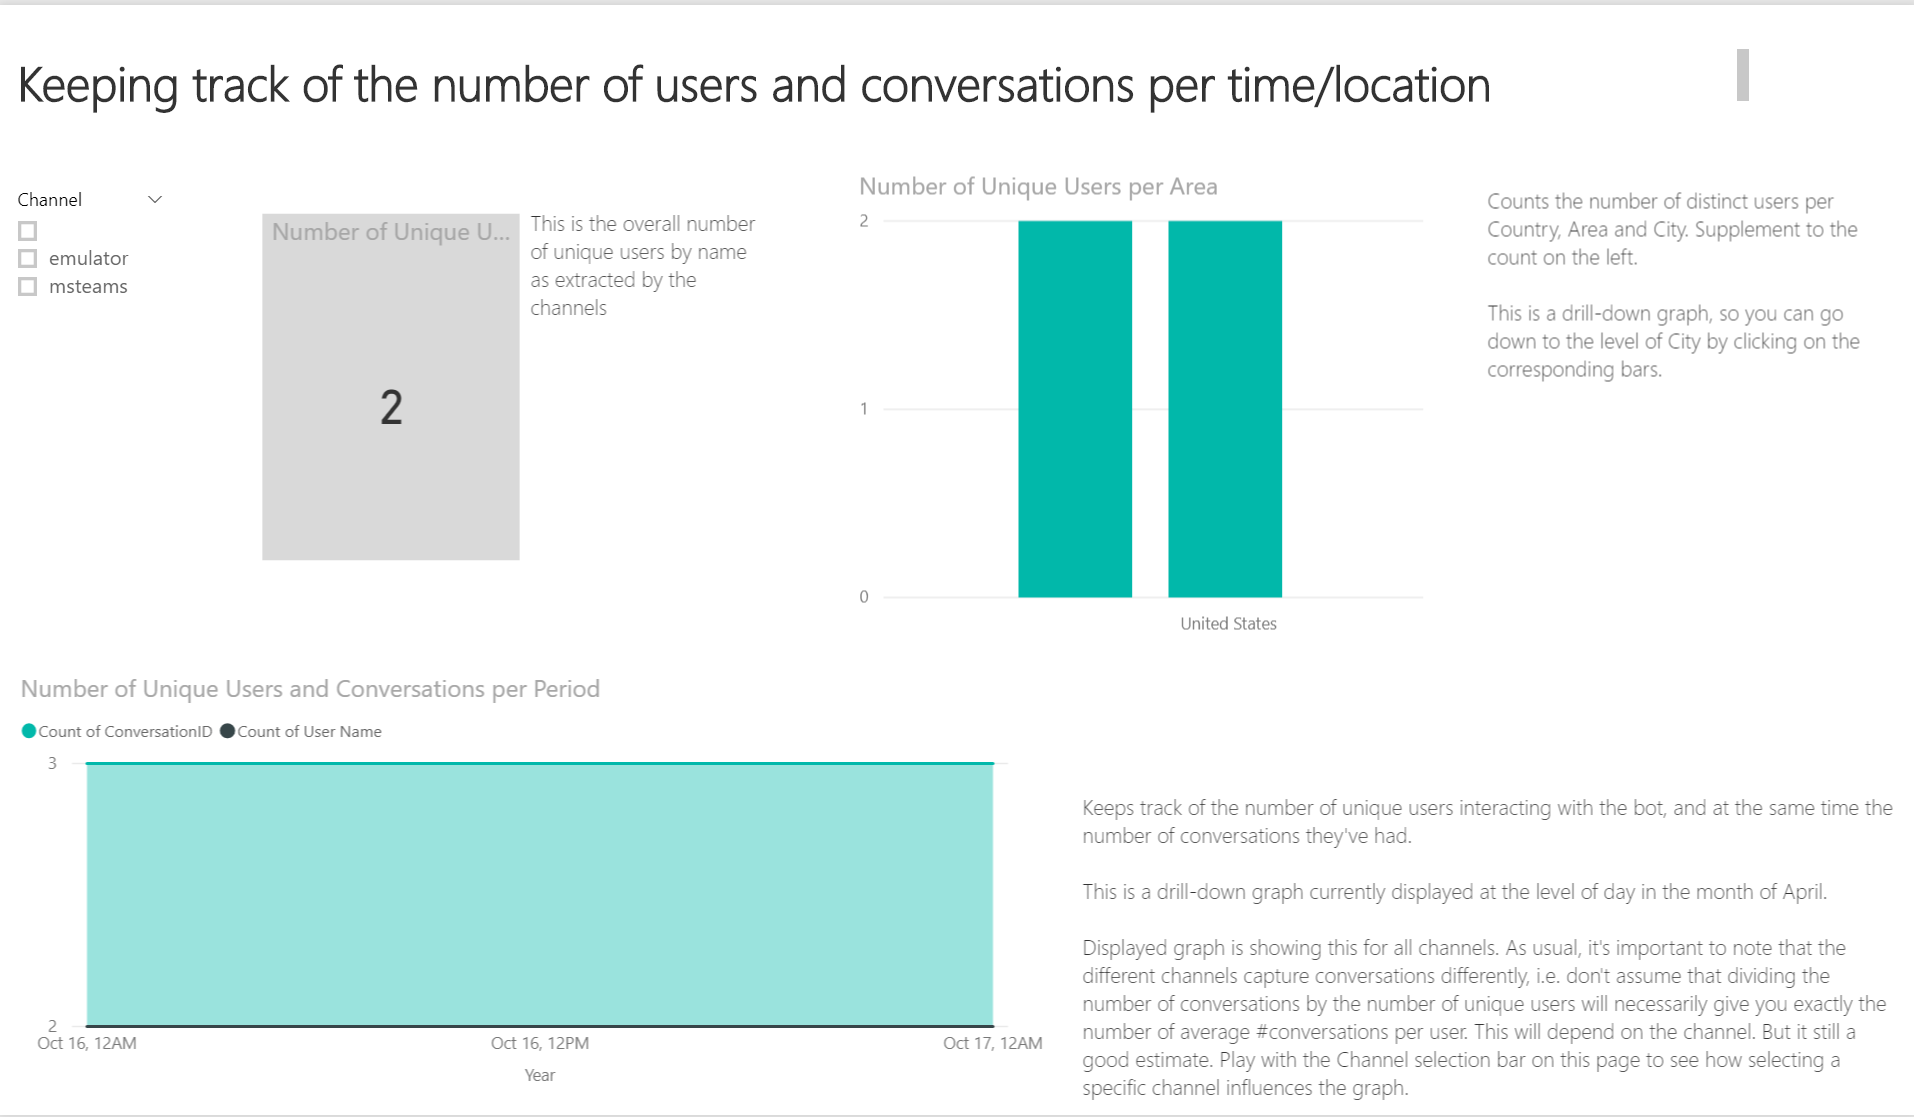 Keeping track of the number of users and conversations per time/location
Channel
emulator
msteams
Number of Unique U...
2
This is the overall number
of unique users by name
as extracted by the
channels
Number of Unique Users per Area
2
1
0
United States
Counts the number of distinct users per
Country, Area and City. Supplement to the
count on the left.
This is a drill-down graph, so you can go
down to the level of City by clicking on the
corresponding bars.
Number of Unique Users and Conversations per Period
Count of ConversationID Count of User Name
3
2
Oct 16, 12AM Oct 16, 12PM Oct 17, 12AM
Year
Keeps track of the number of unique users interacting with the bot, and at the same time the
number of conversations they've had.
This is a drill-down graph currently displayed at the level of day in the month of April.
Displayed graph is showing this for all channels. As usual, it's important to note that the
different channels capture conversations differently, i.e. don't assume that dividing the
number of conversations by the number of unique users will necessarily give you exactly the
number of average #conversations per user. This will depend on the channel. But it still a
good estimate. Play with the Channel selection bar on this page to see how selecting a
specific channel influences the graph.